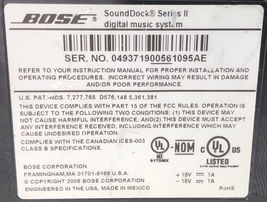 BOSE® SoundDock® Series II
digital music system
SER. NO. 049371900561095AE
REFER TO YOUR INSTRUCTION MANUAL FOR PROPER INSTALLATION AND
OPERATING PROCEDURES. INCORRECT WIRING MAY RESULT IN DAMAGE
AND/OR POOR PERFORMANCE.
U.S. PAT. NOS. 7,277,765 D576,148 5,361,381
THIS DEVICE COMPLIES WITH PART 15 OF THE FCC RULES. OPERATION IS
SUBJECT TO THE FOLLOWING TWO CONDITIONS: (1) THIS DEVICE MAY
NOT CAUSE HARMFUL INTERFERENCE, AND (2) THIS DEVICE MUST
ACCEPT ANY INTERFERENCE RECEIVED, INCLUDING INTERFERENCE WHICH
MAY CAUSE UNDESIRED OPERATION.
THIS DEVICE COMPLIES WITH THE CANADIAN ICES-003
CLASS B SPECIFICATIONS.
UL -NOM
C UL US LISTED
BOSE CORPORATION
FRAMINGHAM, MA 01701-9168 U.S.A.
© COPYRIGHT 2008 BOSE CORPORATION
ENGINEERED IN THE U.S.A. MADE IN MEXICO
+ 18V 1A
- 18V 1A
RoHS